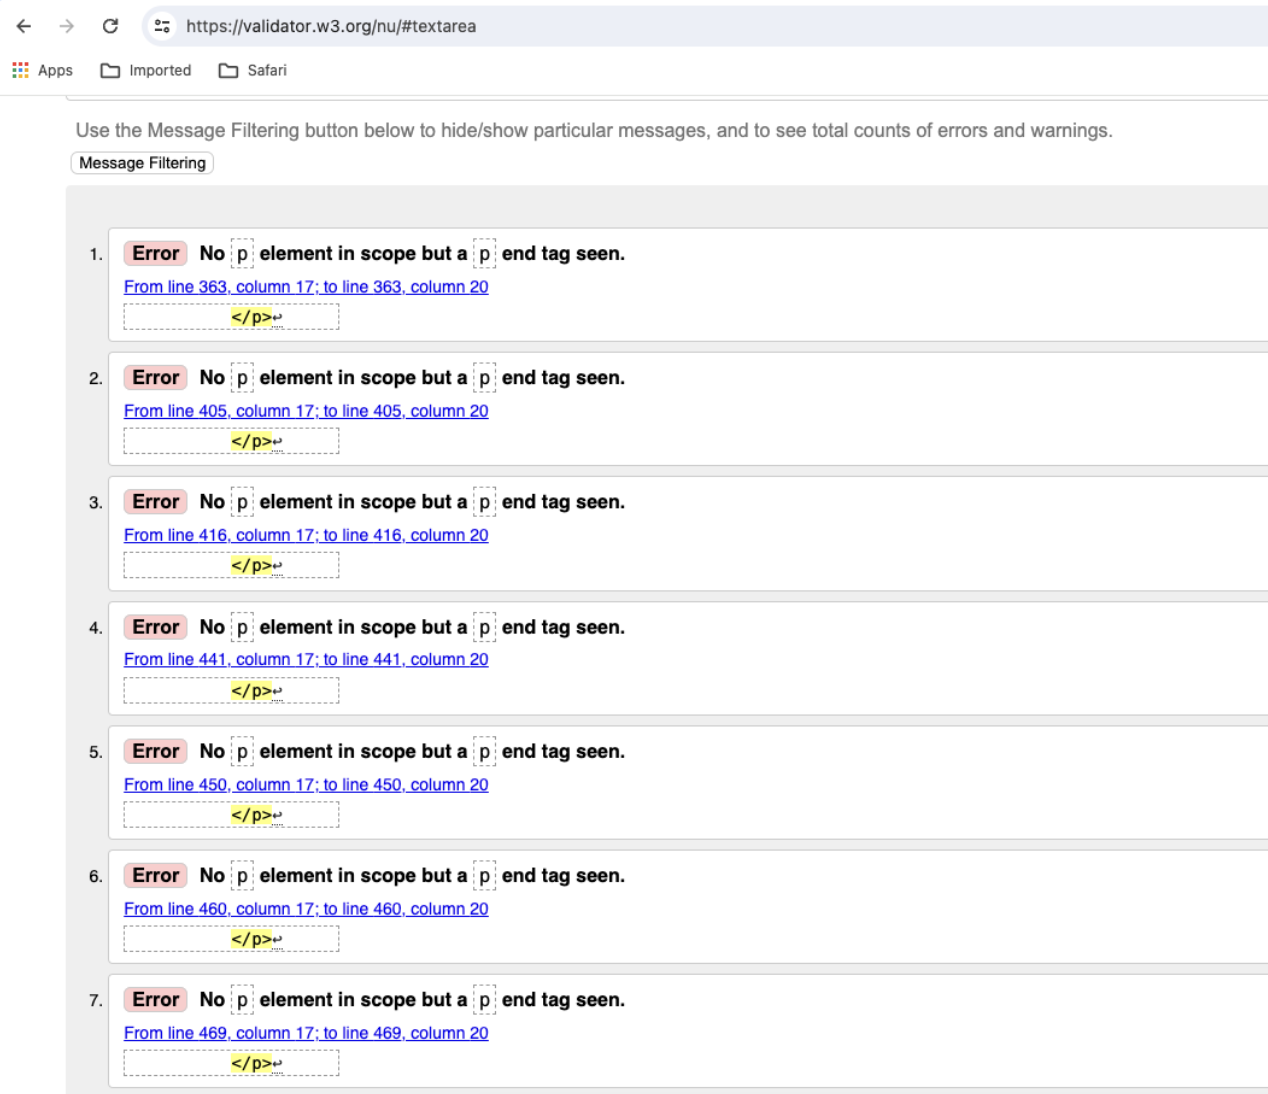 https://validator.w3.org/nu/#textarea
Apps Imported Safari
Use the Message Filtering button below to hide/show particular messages, and to see total counts of errors and warnings.
Message Filtering
1. Error No p element in scope but a p end tag seen.
From line 363, column 17; to line 363, column 20
</p>↩
2. Error No p element in scope but a p end tag seen.
From line 405, column 17; to line 405, column 20
</p>↩
3. Error No p element in scope but a p end tag seen.
From line 416, column 17; to line 416, column 20
</p>↩
4. Error No p element in scope but a p end tag seen.
From line 441, column 17; to line 441, column 20
</p>↩
5. Error No p element in scope but a p end tag seen.
From line 450, column 17; to line 450, column 20
</p>↩
6. Error No p element in scope but a p end tag seen.
From line 460, column 17; to line 460, column 20
</p>↩
7. Error No p element in scope but a p end tag seen.
From line 469, column 17; to line 469, column 20
</p>↩